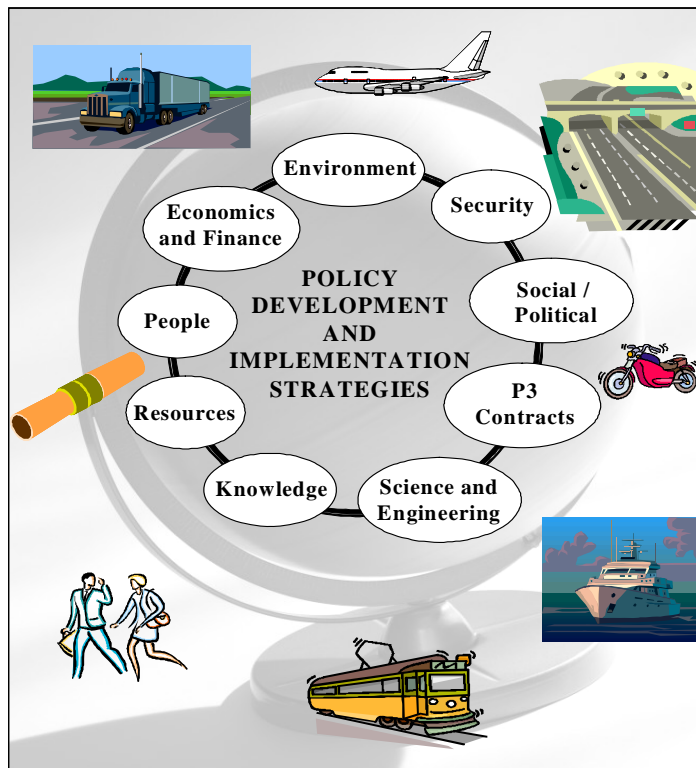 Environment
Economics
and Finance
Security
POLICY
DEVELOPMENT
AND
IMPLEMENTATION
STRATEGIES
Social /
Political
People
P3
Contracts
Resources
Knowledge
Science and
Engineering